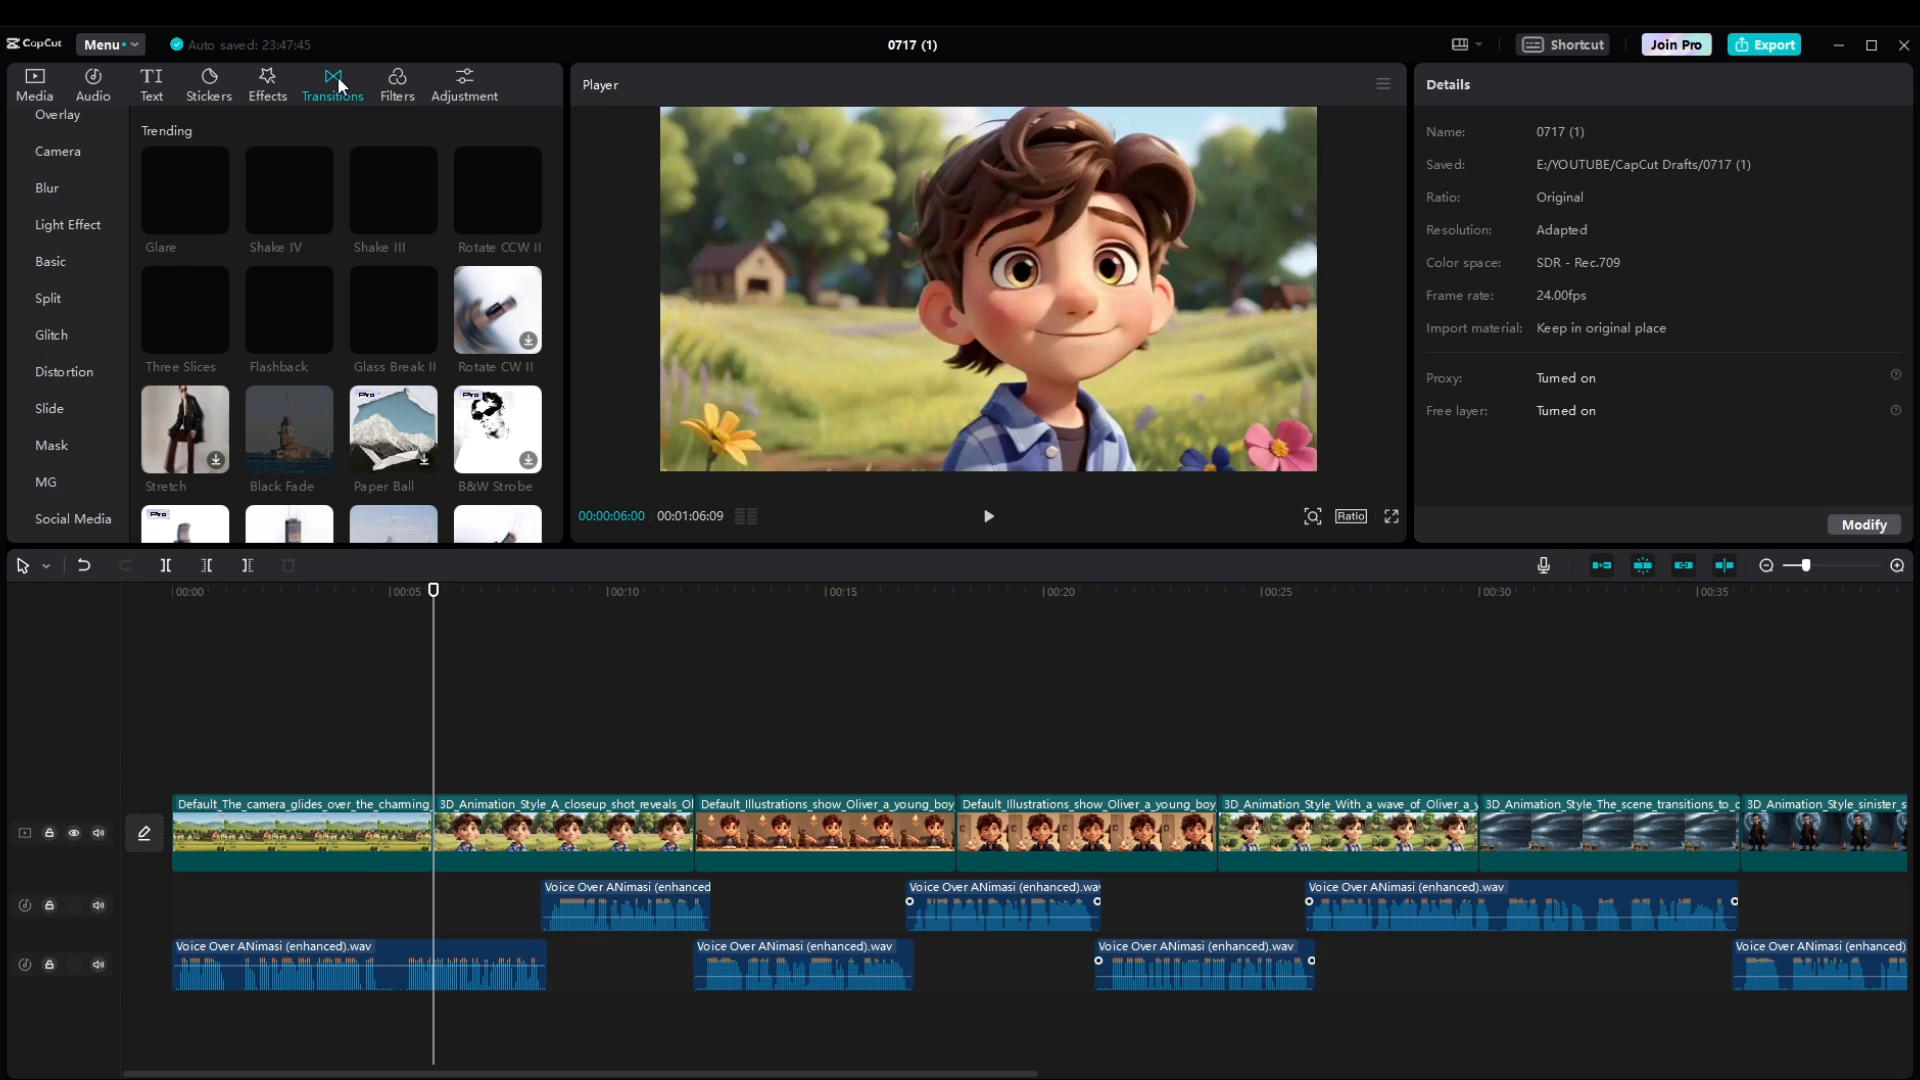 CapCut
Menu
Auto saved: 23:47:45
0717 (1)
Shortcut
Join Pro
Export
Media
Audio
Text
Stickers
Effects
Transitions
Filters
Adjustment
Overlay
Camera
Blur
Light Effect
Basic
Split
Glitch
Distortion
Slide
Mask
MG
Social Media
Trending
Glare
Shake IV
Shake III
Rotate CCW II
Three Slices
Flashback
Glass Break II
Rotate CW II
Pro
Pro
Stretch
Black Fade
Paper Ball
B&W Strobe
Pro
Player
00:00:06:00
00:01:06:09
Ratio
Details
Name: 0717 (1)
Saved: E:/YOUTUBE/CapCut Drafts/0717 (1)
Ratio: Original
Resolution: Adapted
Color space: SDR - Rec.709
Frame rate: 24.00fps
Import material: Keep in original place
Proxy: Turned on
Free layer: Turned on
Modify
00:00
00:05
00:10
00:15
00:20
00:25
00:30
00:35
Default_The_camera_glides_over_the_charming_
3D_Animation_Style_A_closeup_shot_reveals_Ol
Default_Illustrations_show_Oliver_a_young_boy
Default_Illustrations_show_Oliver_a_young_boy
3D_Animation_Style_With_a_wave_of_Oliver_a_y
3D_Animation_Style_The_scene_transitions_to_c
3D_Animation_Style_sinister_s
Voice Over ANimasi (enhanced
Voice Over ANimasi (enhanced).wav
Voice Over ANimasi (enhanced).wav
Voice Over ANimasi (enhanced).wav
Voice Over ANimasi (enhanced).wav
Voice Over ANimasi (enhanced).wav
Voice Over ANimasi (enhanced)